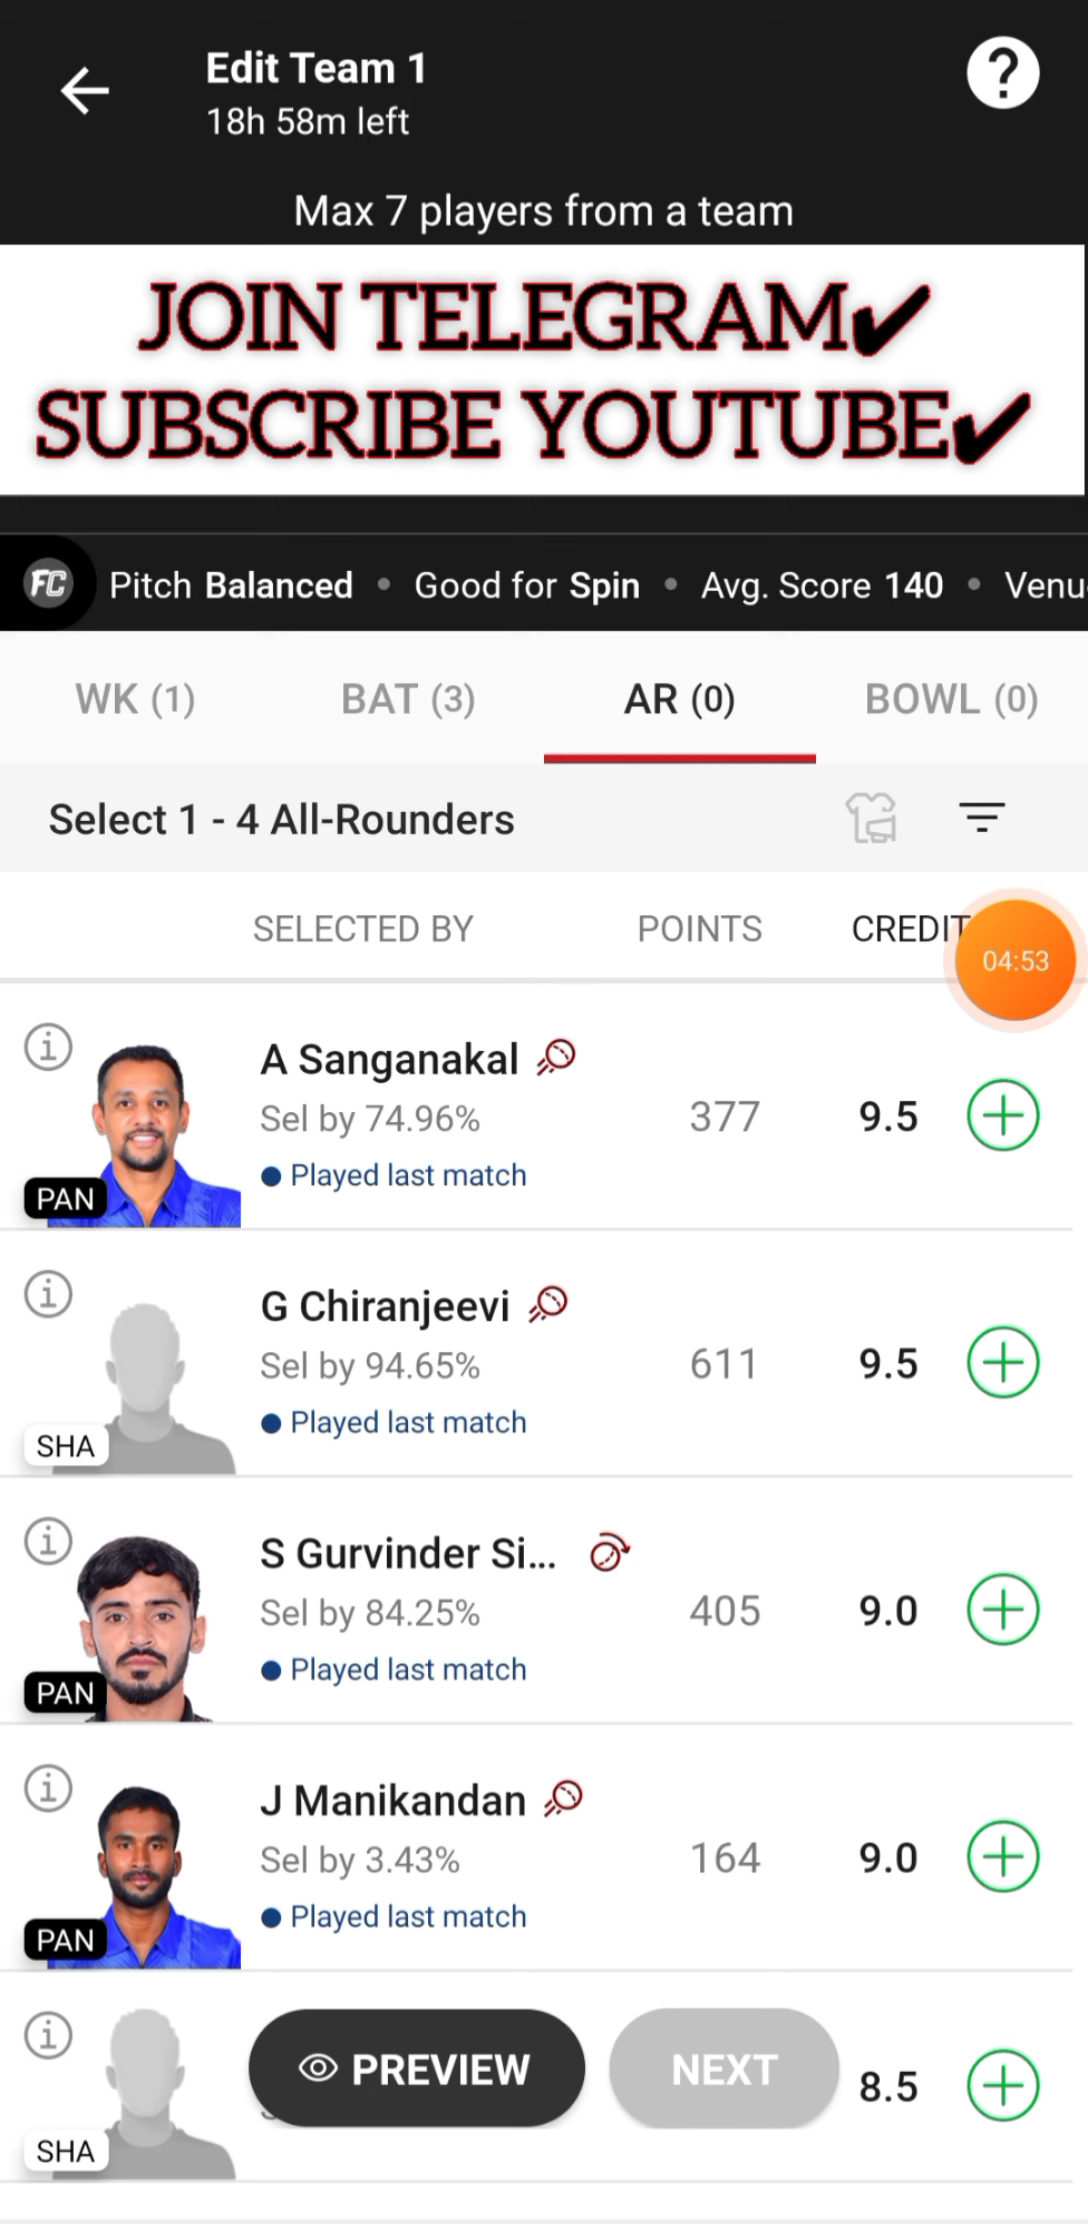 Edit Team 1
18h 58m left
Max 7 players from a team
JOIN TELEGRAM✔
SUBSCRIBE YOUTUBE✔
FC Pitch Balanced • Good for Spin • Avg. Score 140 •
WK (1) BAT (3) AR (0) BOWL (0)
Select 1 - 4 All-Rounders
SELECTED BY POINTS CREDIT
04:53
A Sanganakal
Sel by 74.96% 377 9.5
Played last match
PAN
G Chiranjeevi
Sel by 94.65% 611 9.5
Played last match
SHA
S Gurvinder Si...
Sel by 84.25% 405 9.0
Played last match
PAN
J Manikandan
Sel by 3.43% 164 9.0
Played last match
PAN
PREVIEW NEXT 8.5
SHA